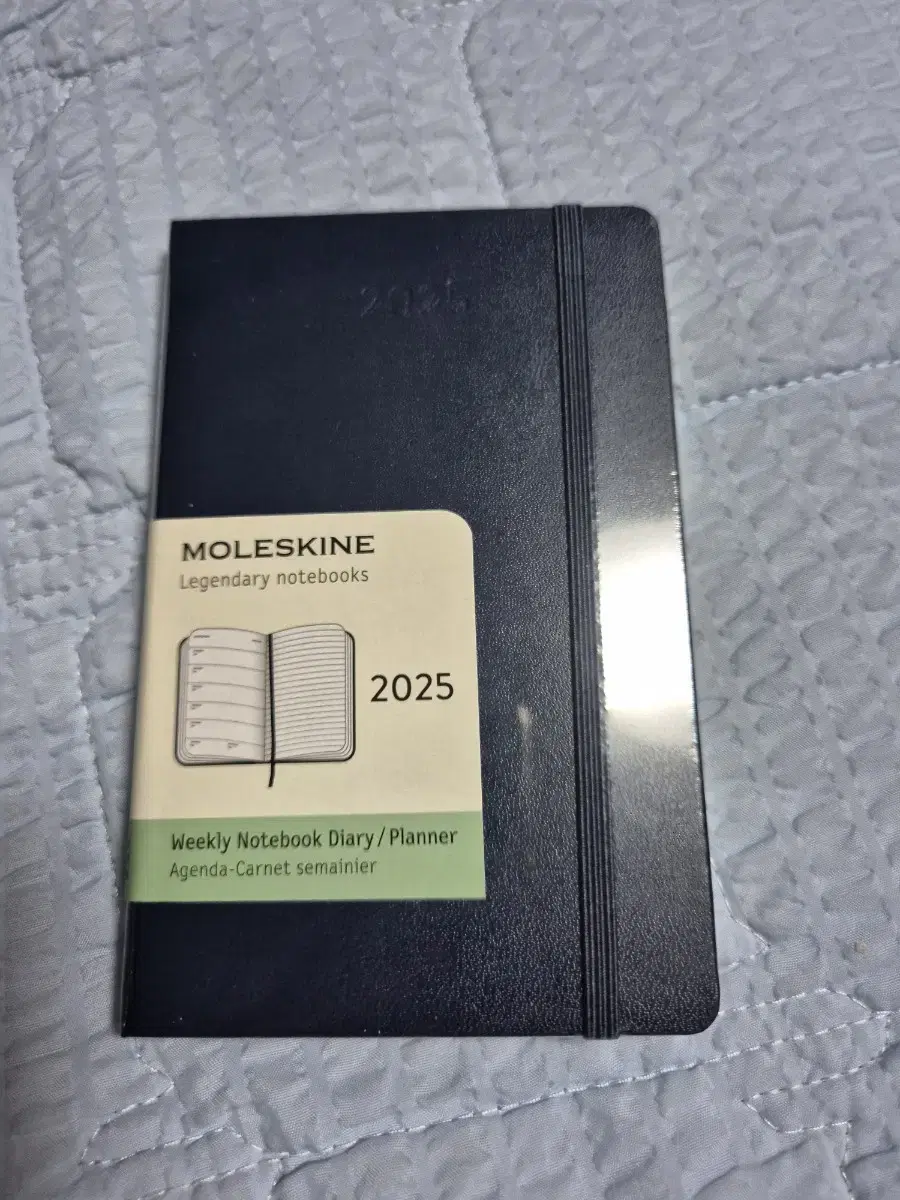 2025
MOLESKINE
Legendary notebooks
2025
Weekly Notebook Diary / Planner
Agenda-Carnet semainier